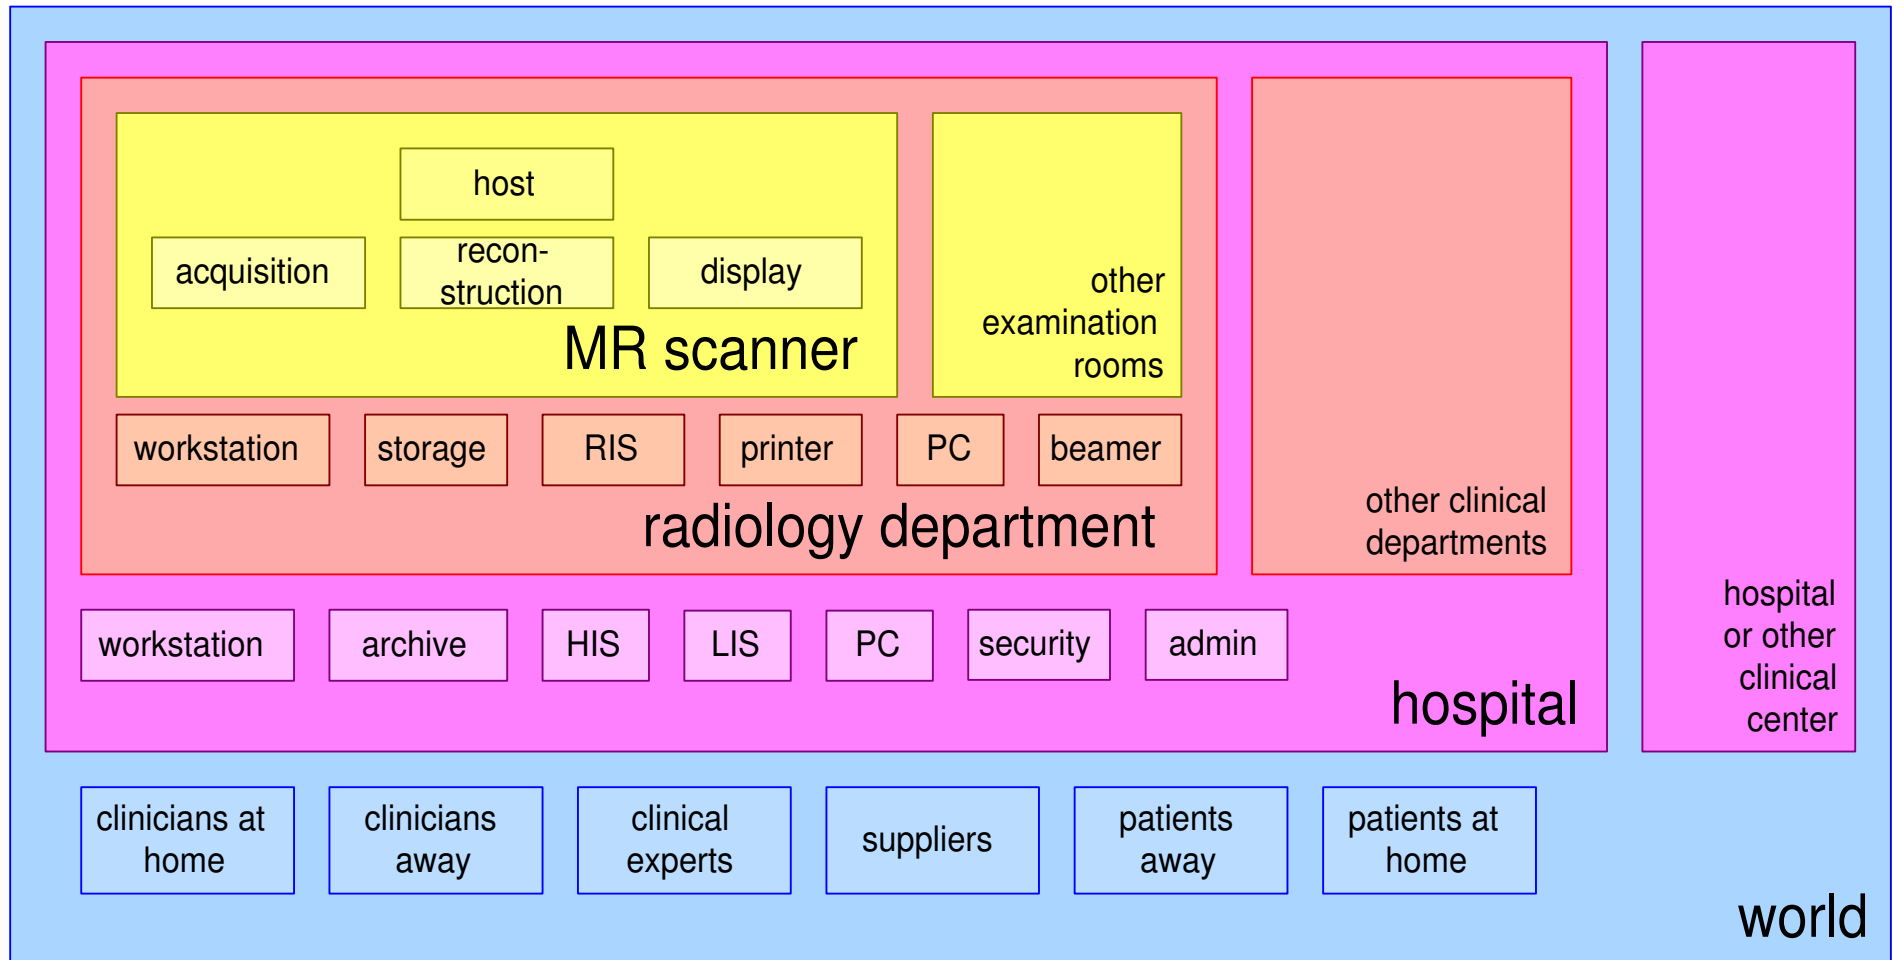 host
acquisition
recon-
struction
display
MR scanner
other
examination
rooms
workstation
storage
RIS
printer
PC
beamer
radiology department
other clinical
departments
workstation
archive
HIS
LIS
PC
security
admin
hospital
hospital
or other
clinical
center
clinicians at
home
clinicians
away
clinical
experts
suppliers
patients
away
patients at
home
world